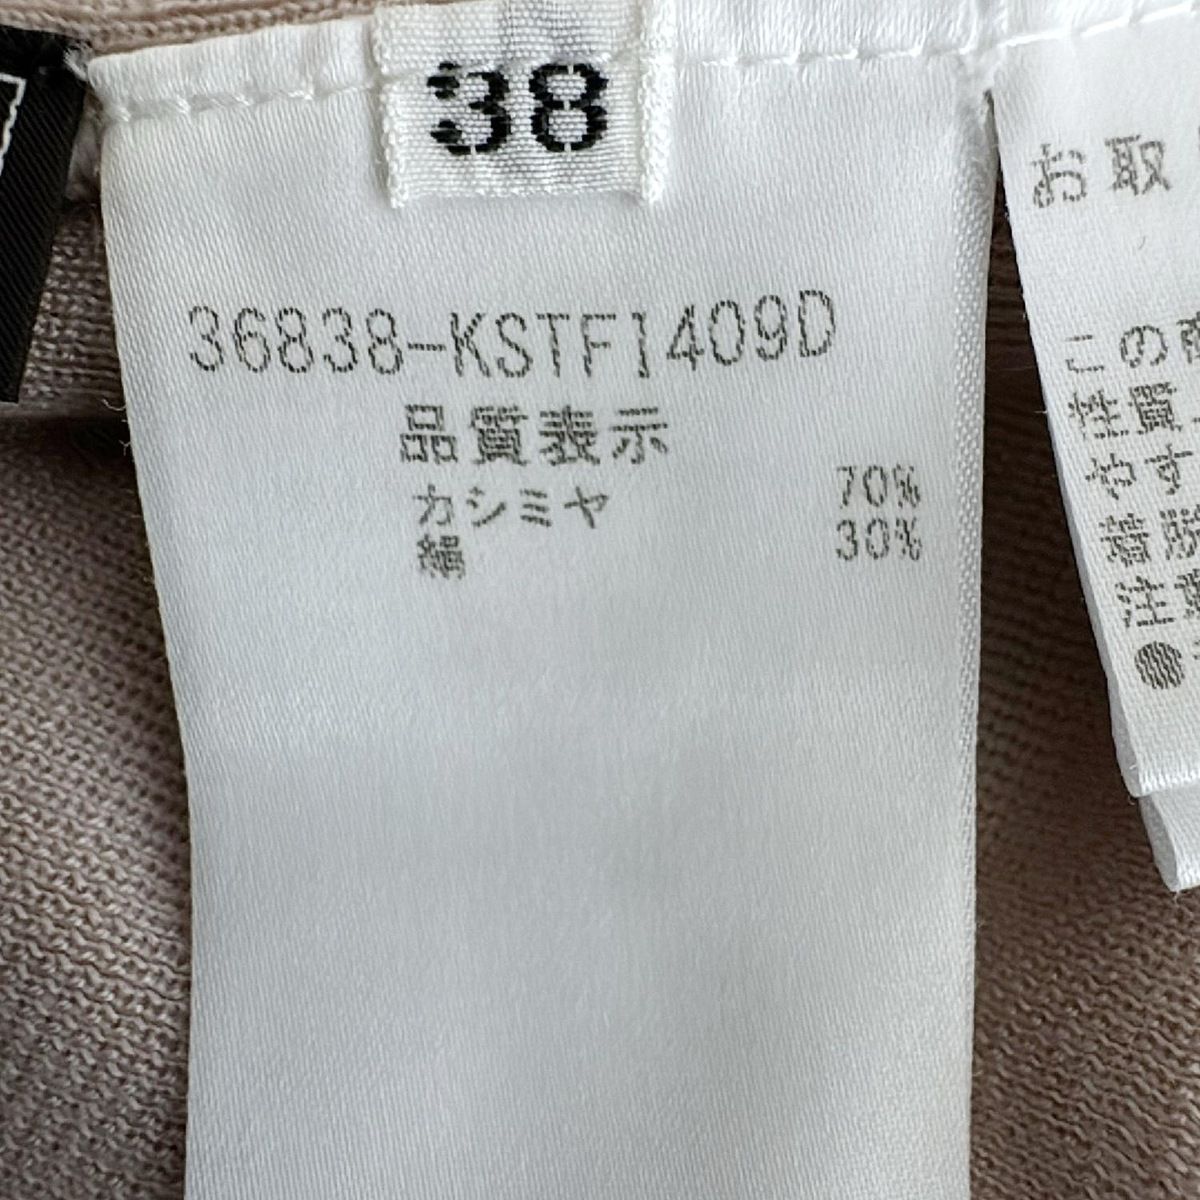 38
36838-KSTF1409D
品質表示
カシミヤ 70%
絹 30%
お取
この
性質
やす
着脱
注意
●